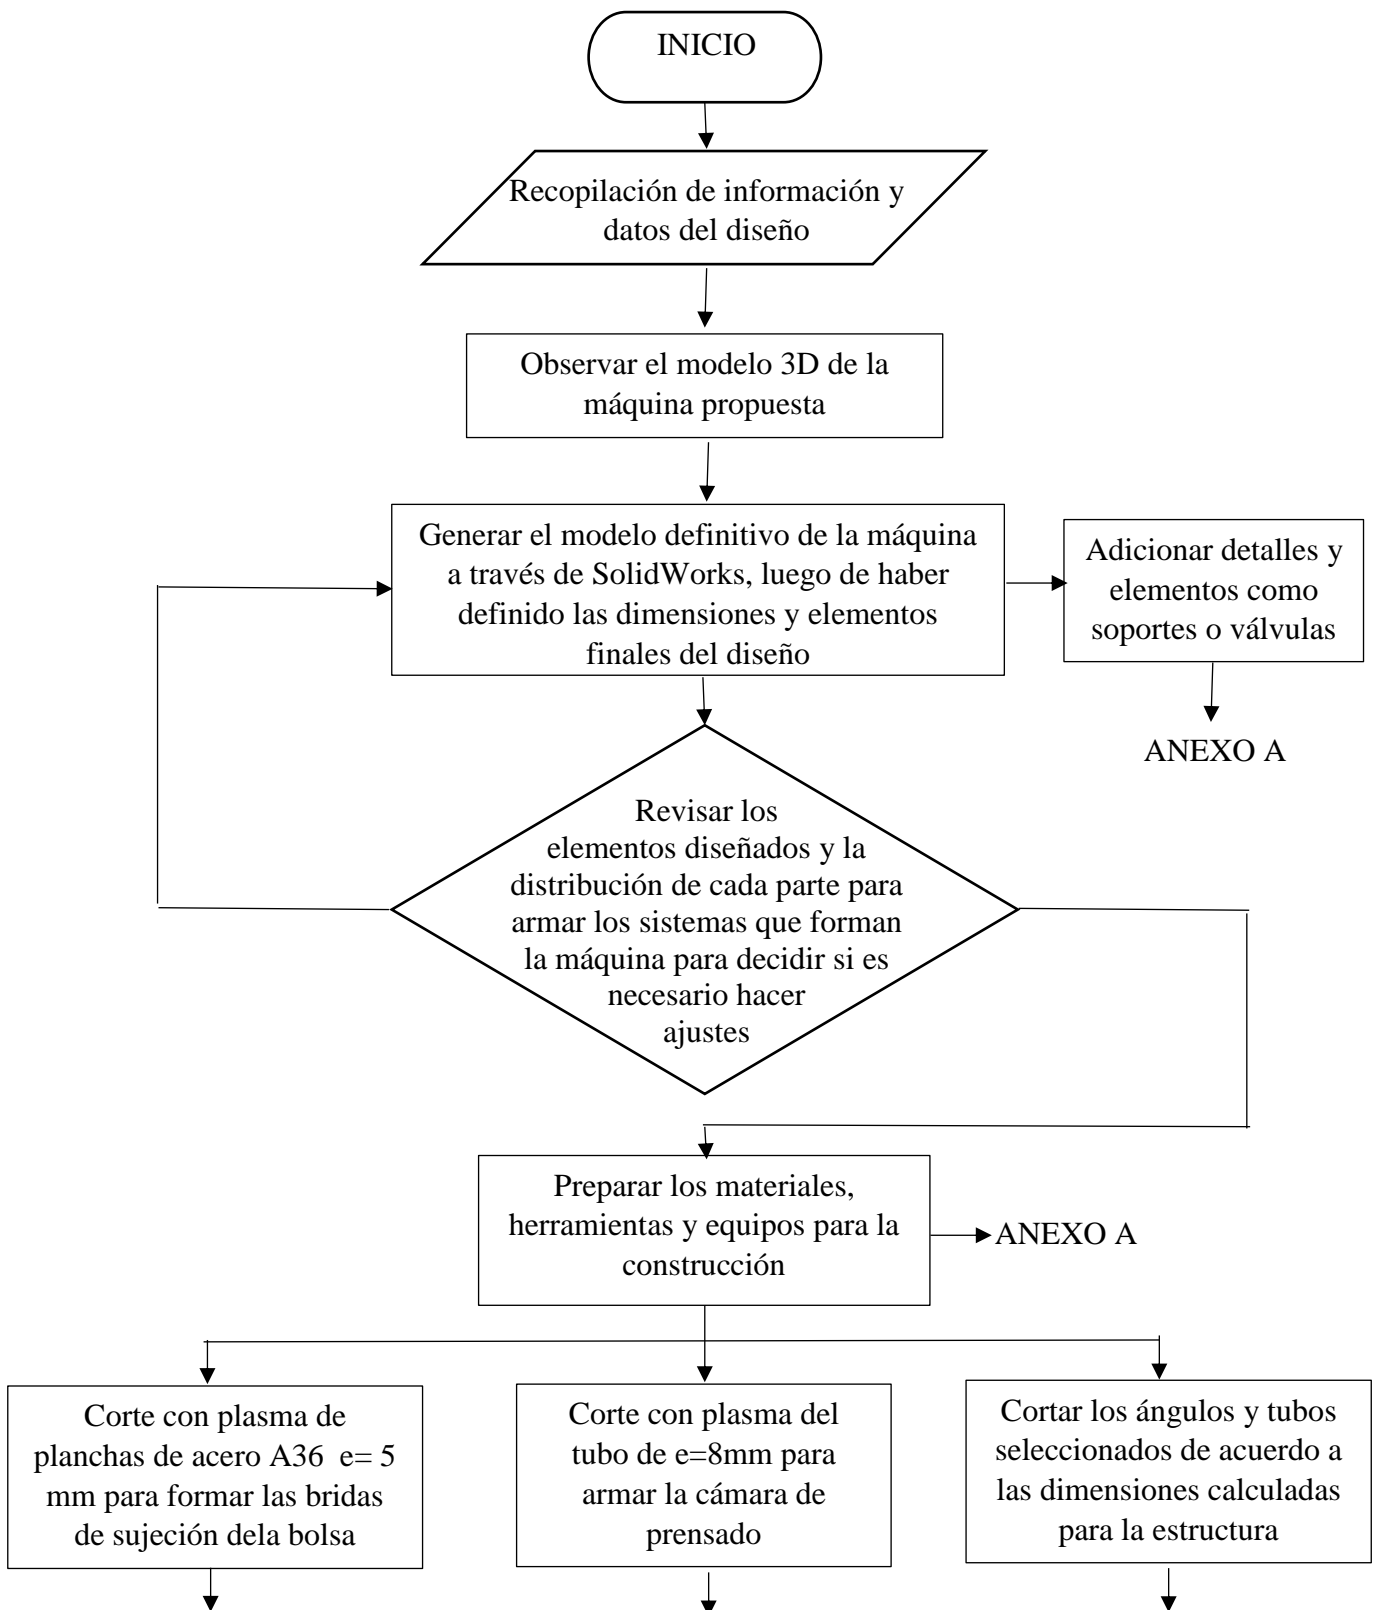 INICIO
Recopilación de información y
datos del diseño
Observar el modelo 3D de la
máquina propuesta
Generar el modelo definitivo de la máquina
a través de SolidWorks, luego de haber
definido las dimensiones y elementos
finales del diseño
Adicionar detalles y
elementos como
soportes o válvulas
ANEXO A
Revisar los
elementos diseñados y la
distribución de cada parte para
armar los sistemas que forman
la máquina para decidir si es
necesario hacer
ajustes
Preparar los materiales,
herramientas y equipos para la
construcción
ANEXO A
Corte con plasma de
planchas de acero A36 e= 5
mm para formar las bridas
de sujeción dela bolsa
Corte con plasma del
tubo de e=8mm para
armar la cámara de
prensado
Cortar los ángulos y tubos
seleccionados de acuerdo a
las dimensiones calculadas
para la estructura